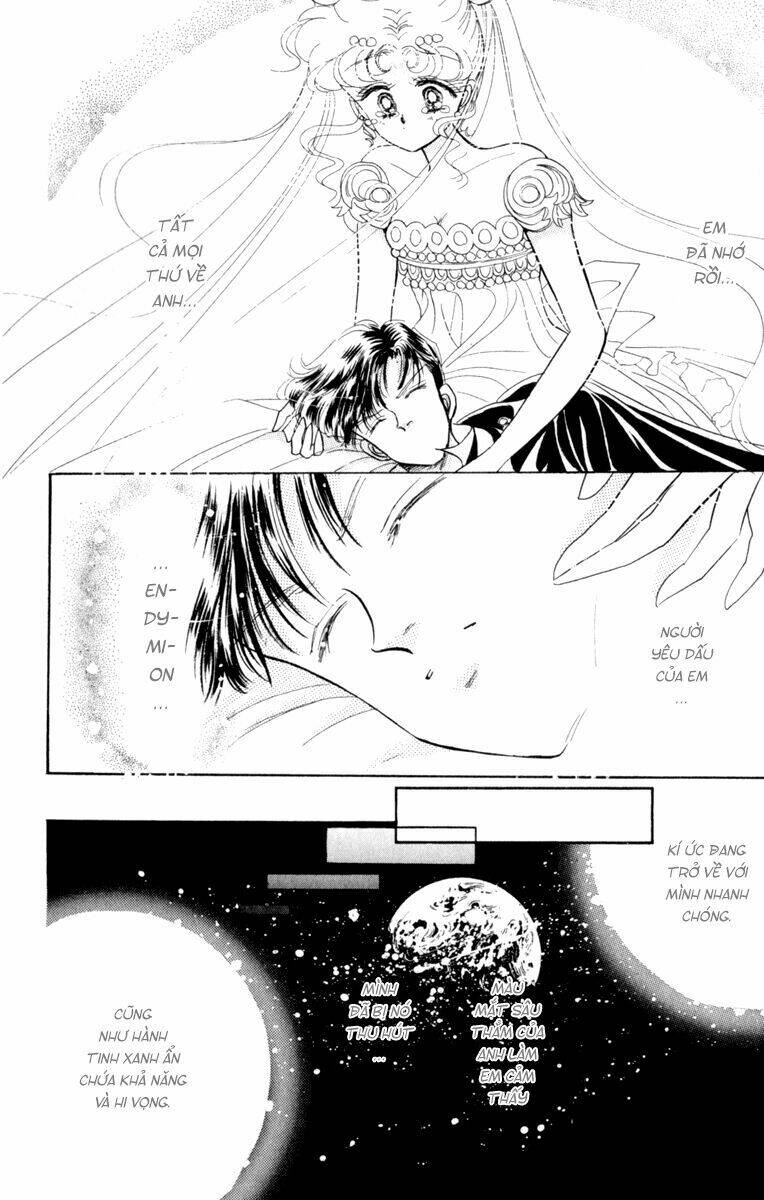 EM
ĐÃ NHỚ
RỒI...
TẤT
CẢ MỌI
THỨ VỀ
ANH...
NGƯỜI
YÊU DẤU
CỦA EM
...
...
EN-
DY-
MI-
ON
...
KÍ ỨC ĐANG
TRỞ VỀ VỚI
MÌNH NHANH
CHÓNG.
MÀU
MẮT SÂU
THẲM CỦA
ANH LÀM
EM CẢM
THẤY
MÌNH
ĐÃ BỊ NÓ
THU HÚT
...
CŨNG
NHƯ HÀNH
TINH XANH ẨN
CHỨA KHẢ NĂNG
VÀ HI VỌNG.